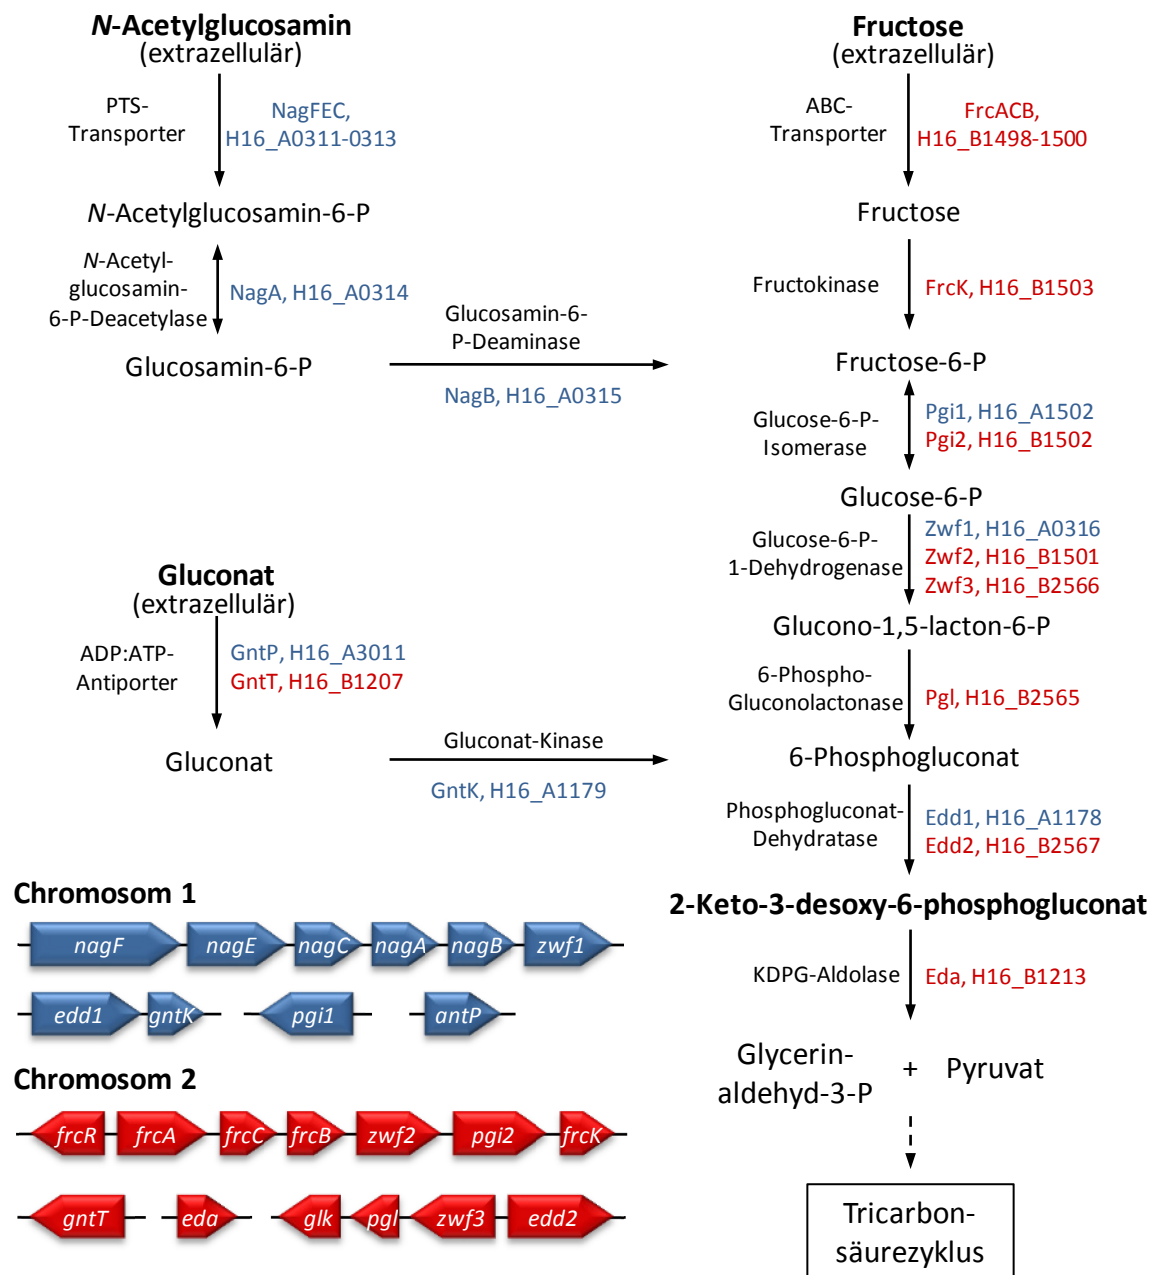 N-Acetylglucosamin
(extrazellulär)
PTS-
Transporter
NagFEC,
H16_A0311-0313
N-Acetylglucosamin-6-P
N-Acetyl-
glucosamin-
6-P-Deacetylase
NagA, H16_A0314
Glucosamin-6-P
Glucosamin-6-
P-Deaminase
NagB, H16_A0315
Fructose
(extrazellulär)
ABC-
Transporter
FrcACB,
H16_B1498-1500
Fructose
Fructokinase
FrcK, H16_B1503
Fructose-6-P
Glucose-6-P-
Isomerase
Pgi1, H16_A1502
Pgi2, H16_B1502
Glucose-6-P
Glucose-6-P-
1-Dehydrogenase
Zwf1, H16_A0316
Zwf2, H16_B1501
Zwf3, H16_B2566
Glucono-1,5-lacton-6-P
6-Phospho-
Gluconolactonase
Pgl, H16_B2565
Gluconat
(extrazellulär)
ADP:ATP-
Antiporter
GntP, H16_A3011
GntT, H16_B1207
Gluconat
Gluconat-Kinase
GntK, H16_A1179
6-Phosphogluconat
Phosphogluconat-
Dehydratase
Edd1, H16_A1178
Edd2, H16_B2567
2-Keto-3-desoxy-6-phosphogluconat
KDPG-Aldolase
Eda, H16_B1213
Glycerin-
aldehyd-3-P
+
Pyruvat
Tricarbon-
säurezyklus
Chromosom 1
nagF nagE nagC nagA nagB zwf1
edd1 gntK pgi1 antP
Chromosom 2
frcR frcA frcC frcB zwf2 pgi2 frcK
gntT eda glk pgl zwf3 edd2